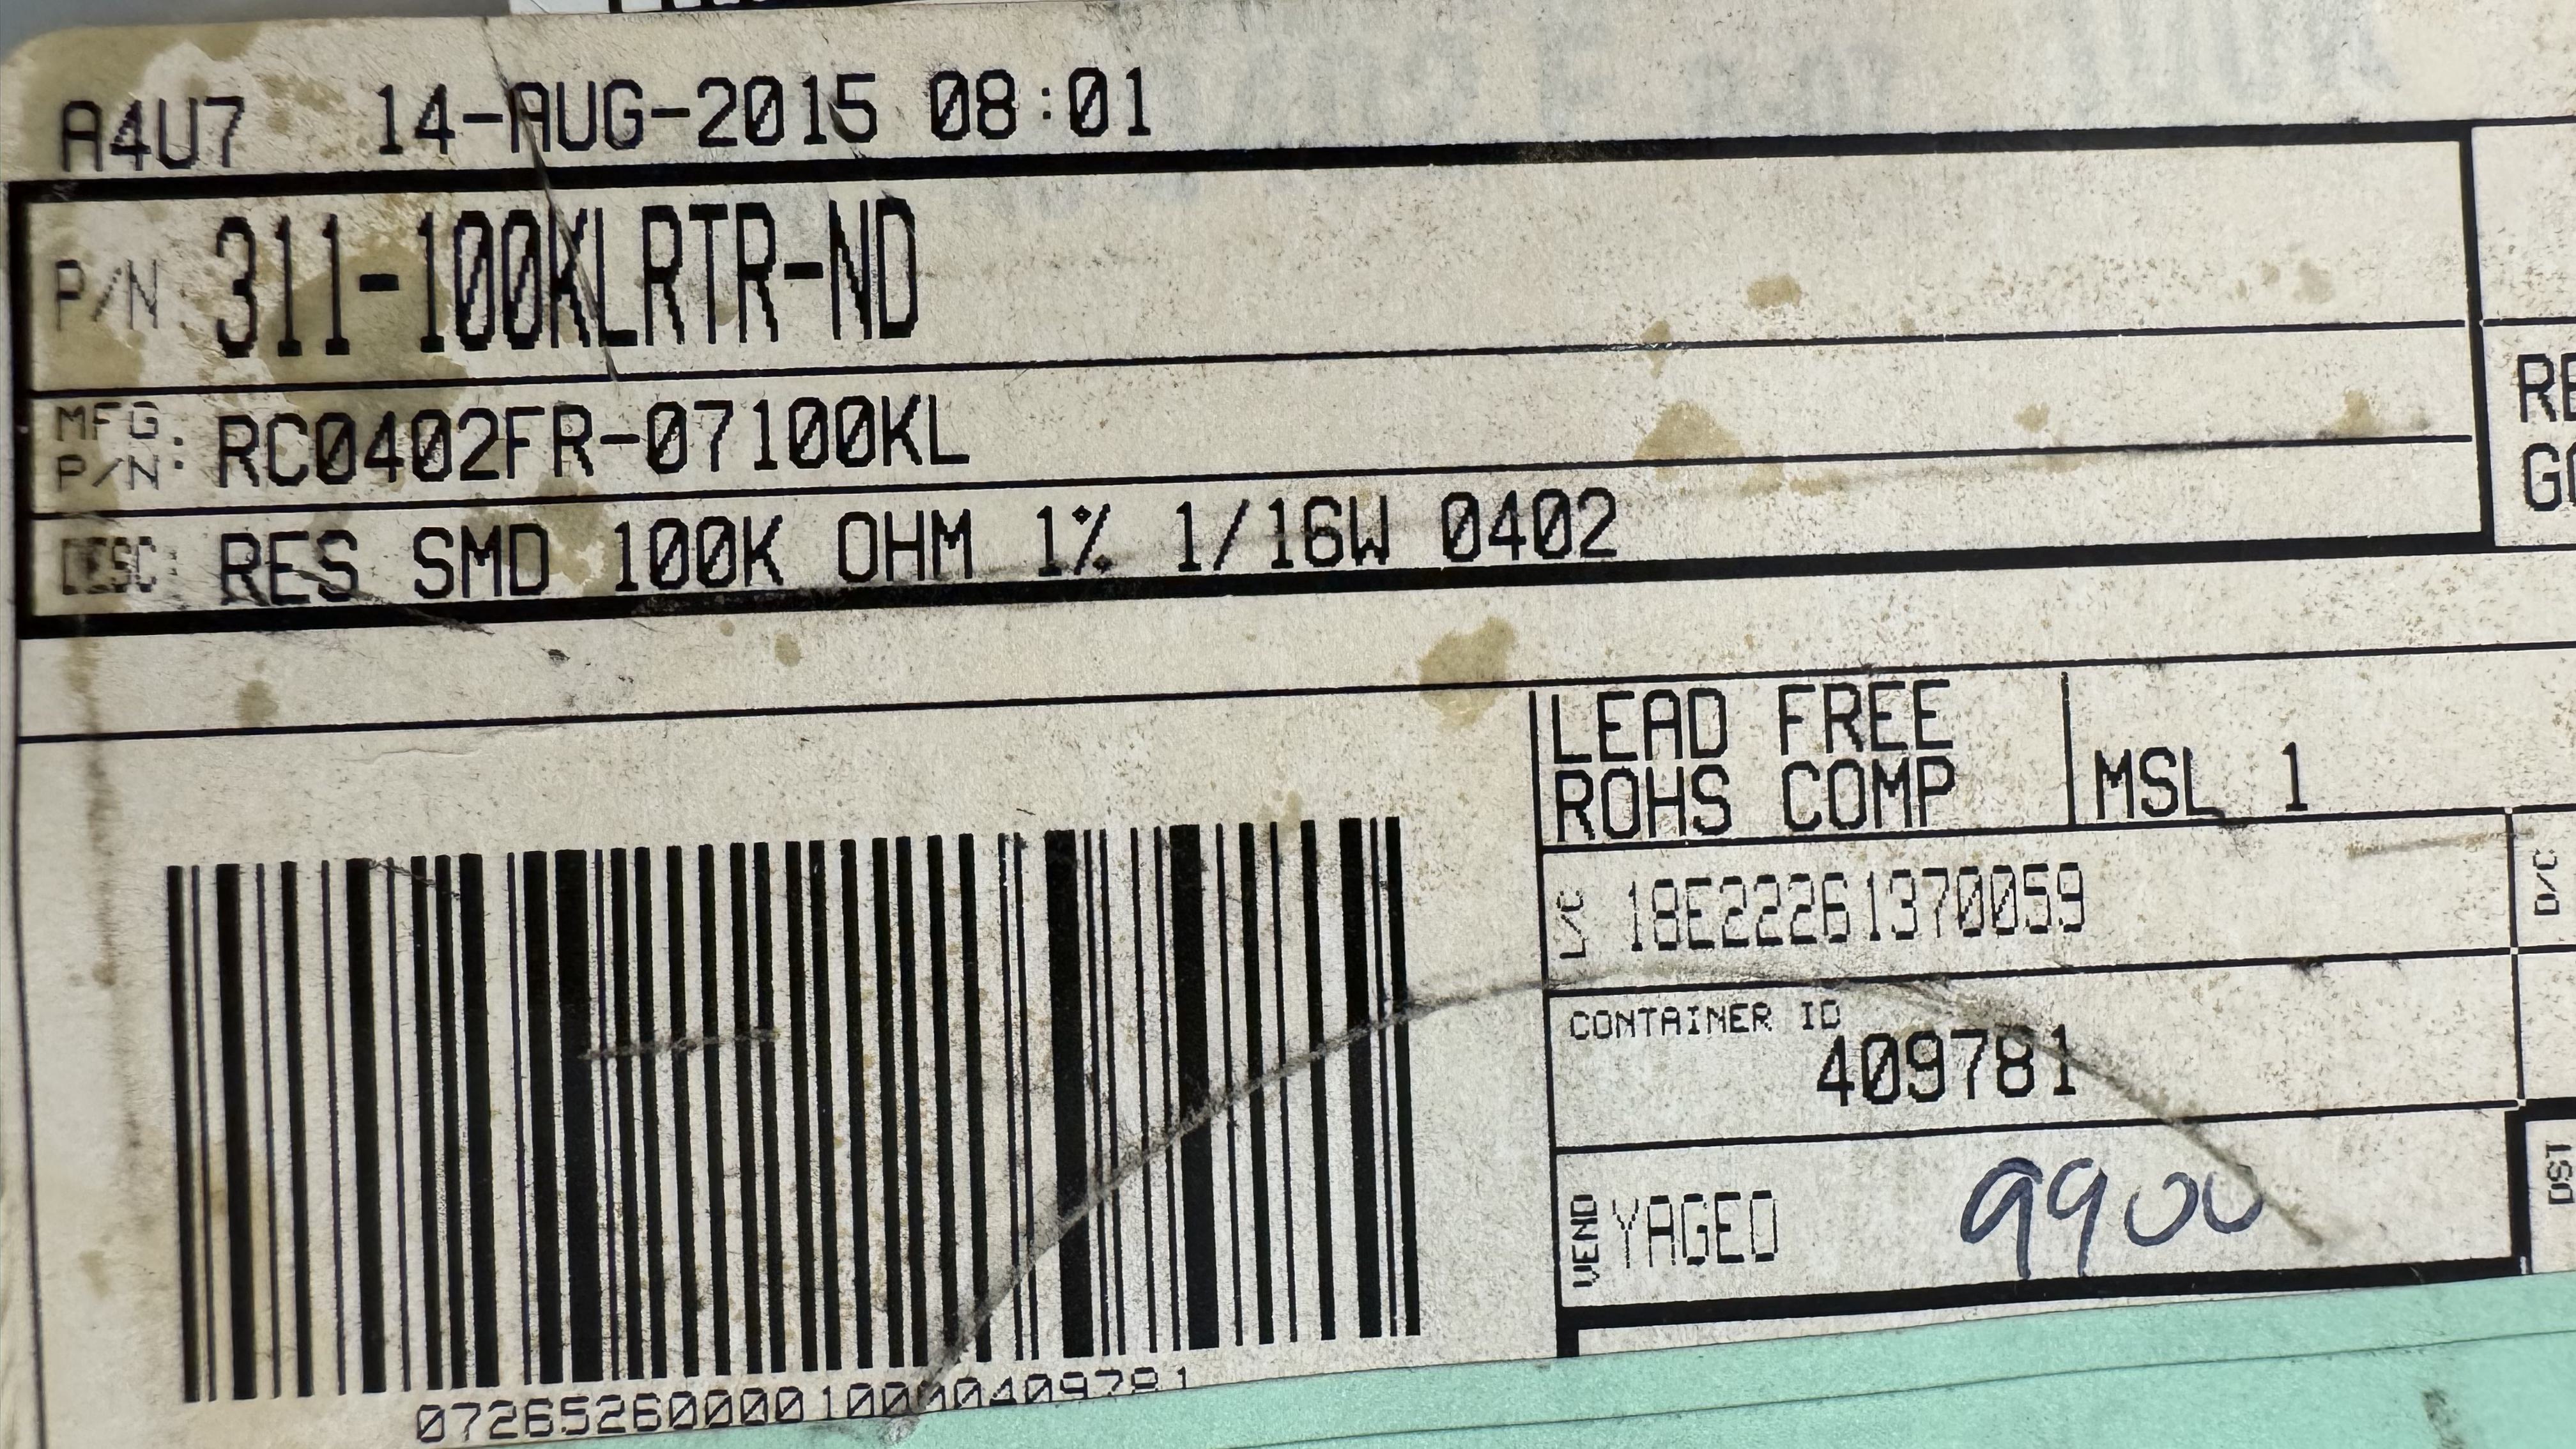 A4U7 14-AUG-2015 08:01
P/N: 311-100KLRTR-ND
MFG. P/N: RC0402FR-07100KL
DESC: RES SMD 100K OHM 1% 1/16W 0402
LEAD FREE
ROHS COMP
MSL 1
L/C 18E22261370059
D/C
CONTAINER ID
409781
VEND YAGEO
9900
DST
0726526000010000409781